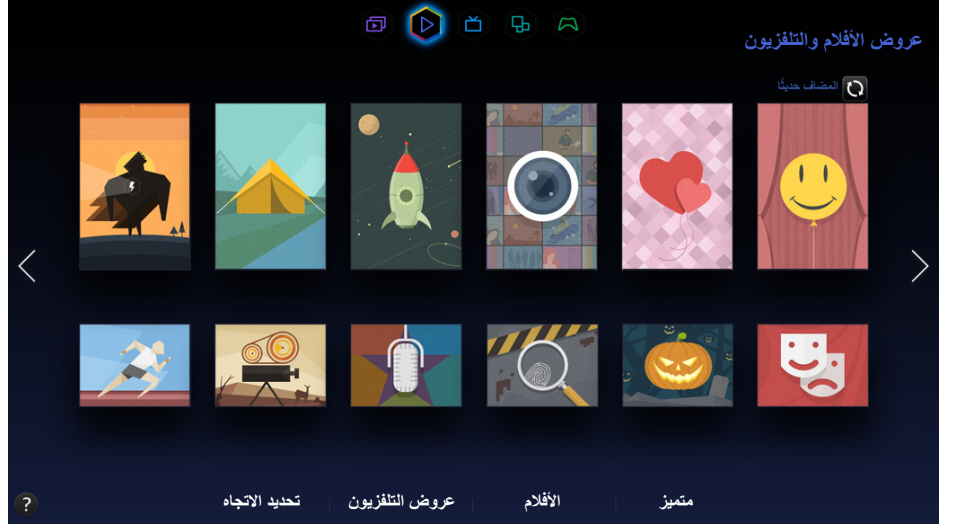 عروض الأفلام والتلفزيون
المضاف حديثًا
متميز
الأفلام
عروض التلفزيون
تحديد الاتجاه
?